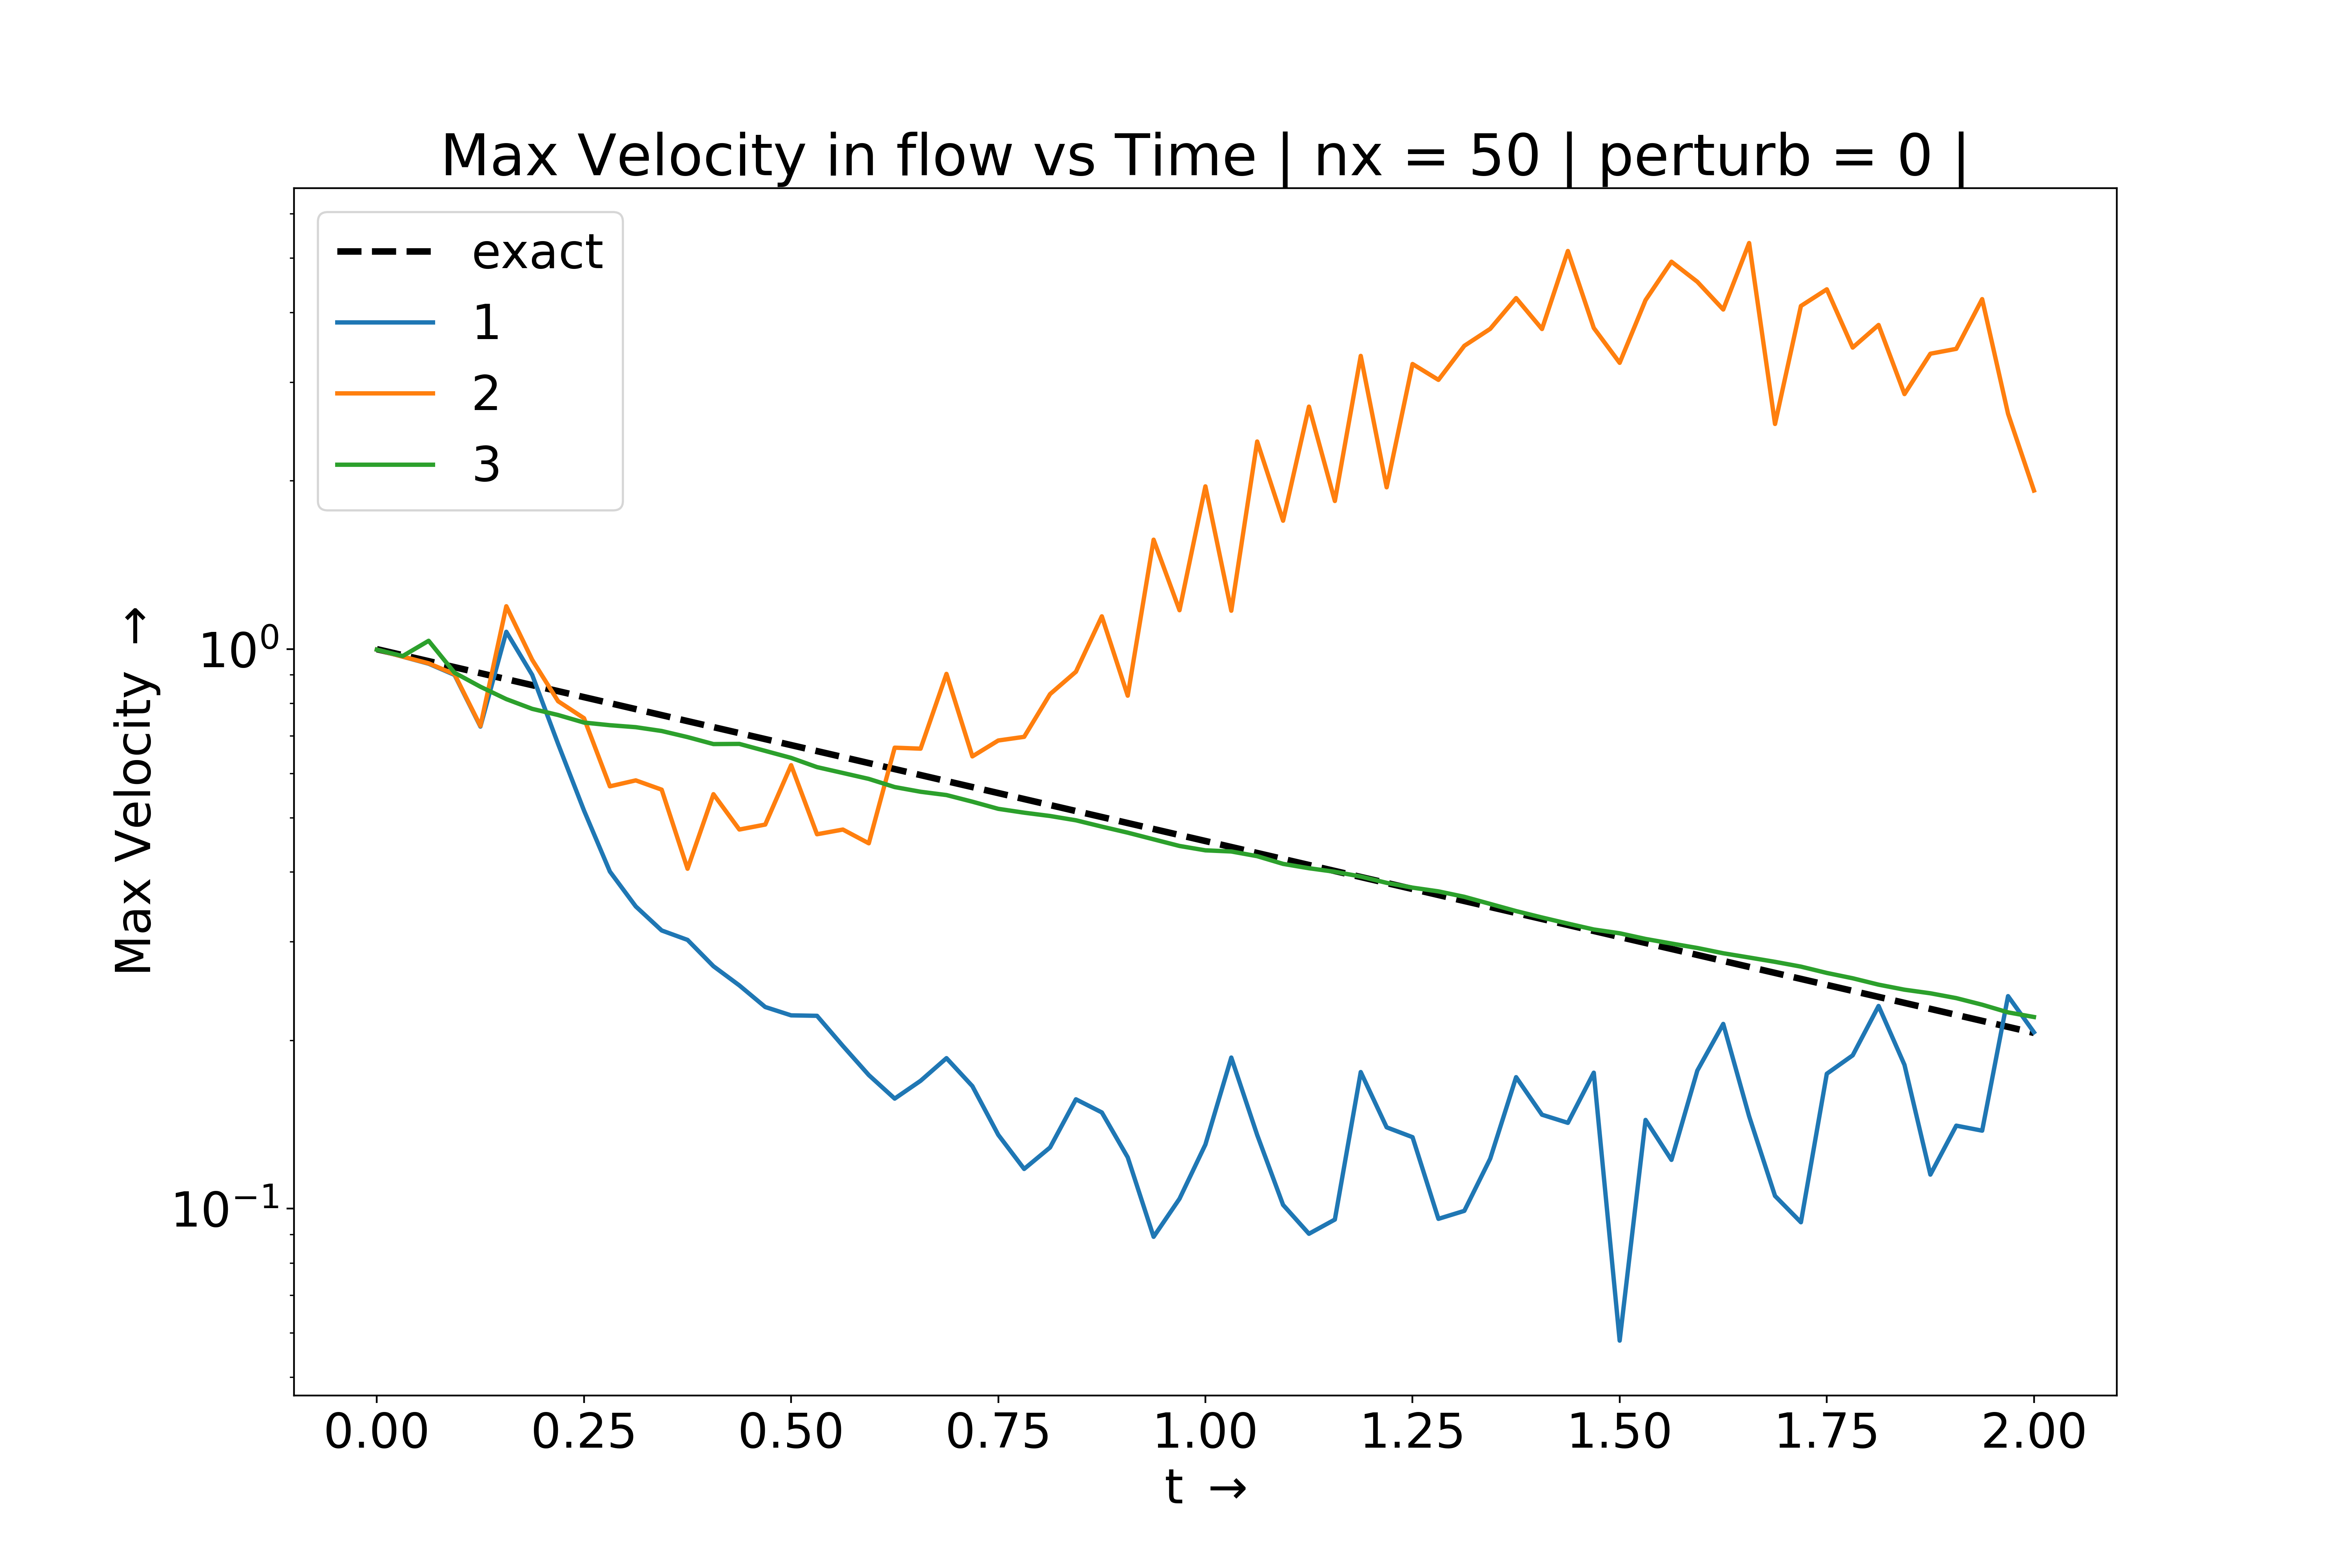 Max Velocity in flow vs Time | nx = 50 | perturb = 0 |
exact
1
2
3
Max Velocity →
10⁰
10⁻¹
0.00 0.25 0.50 0.75 1.00 1.25 1.50 1.75 2.00
t →